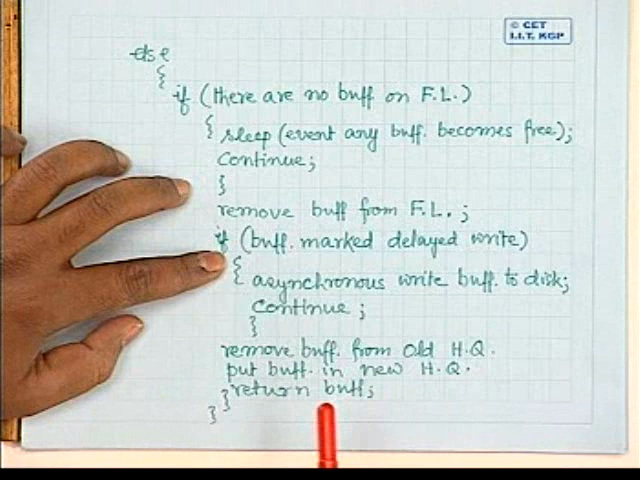 © CET
I.I.T. KGP
else
{
if (there are no buff on F.L.)
{ sleep (event any buff. becomes free);
Continue;
}
remove buff from F.L. ;
if (buff. marked delayed write)
{ asynchronous write buff. to disk;
Continue ;
}
remove buff. from old H.Q.
put buff. in new H.Q.
} return buff;
}